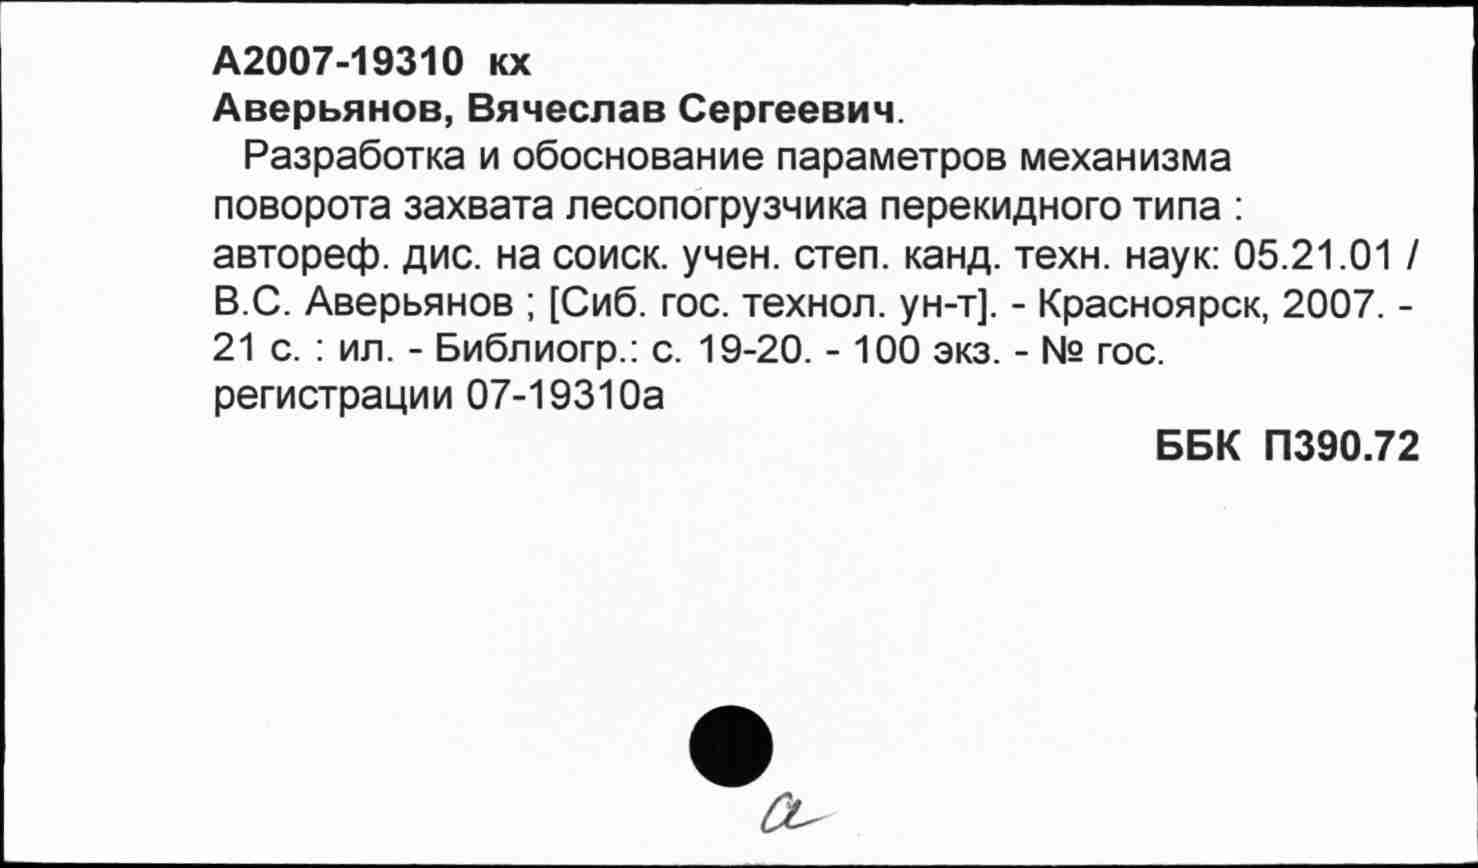 А2007-19310 кх
Аверьянов, Вячеслав Сергеевич.
Разработка и обоснование параметров механизма
поворота захвата лесопогрузчика перекидного типа :
автореф. дис. на соиск. учен. степ. канд. техн. наук: 05.21.01 /
В.С. Аверьянов ; [Сиб. гос. технол. ун-т]. - Красноярск, 2007. -
21 с. : ил. - Библиогр.: с. 19-20. - 100 экз. - № гос.
регистрации 07-19310а
ББК П390.72
а